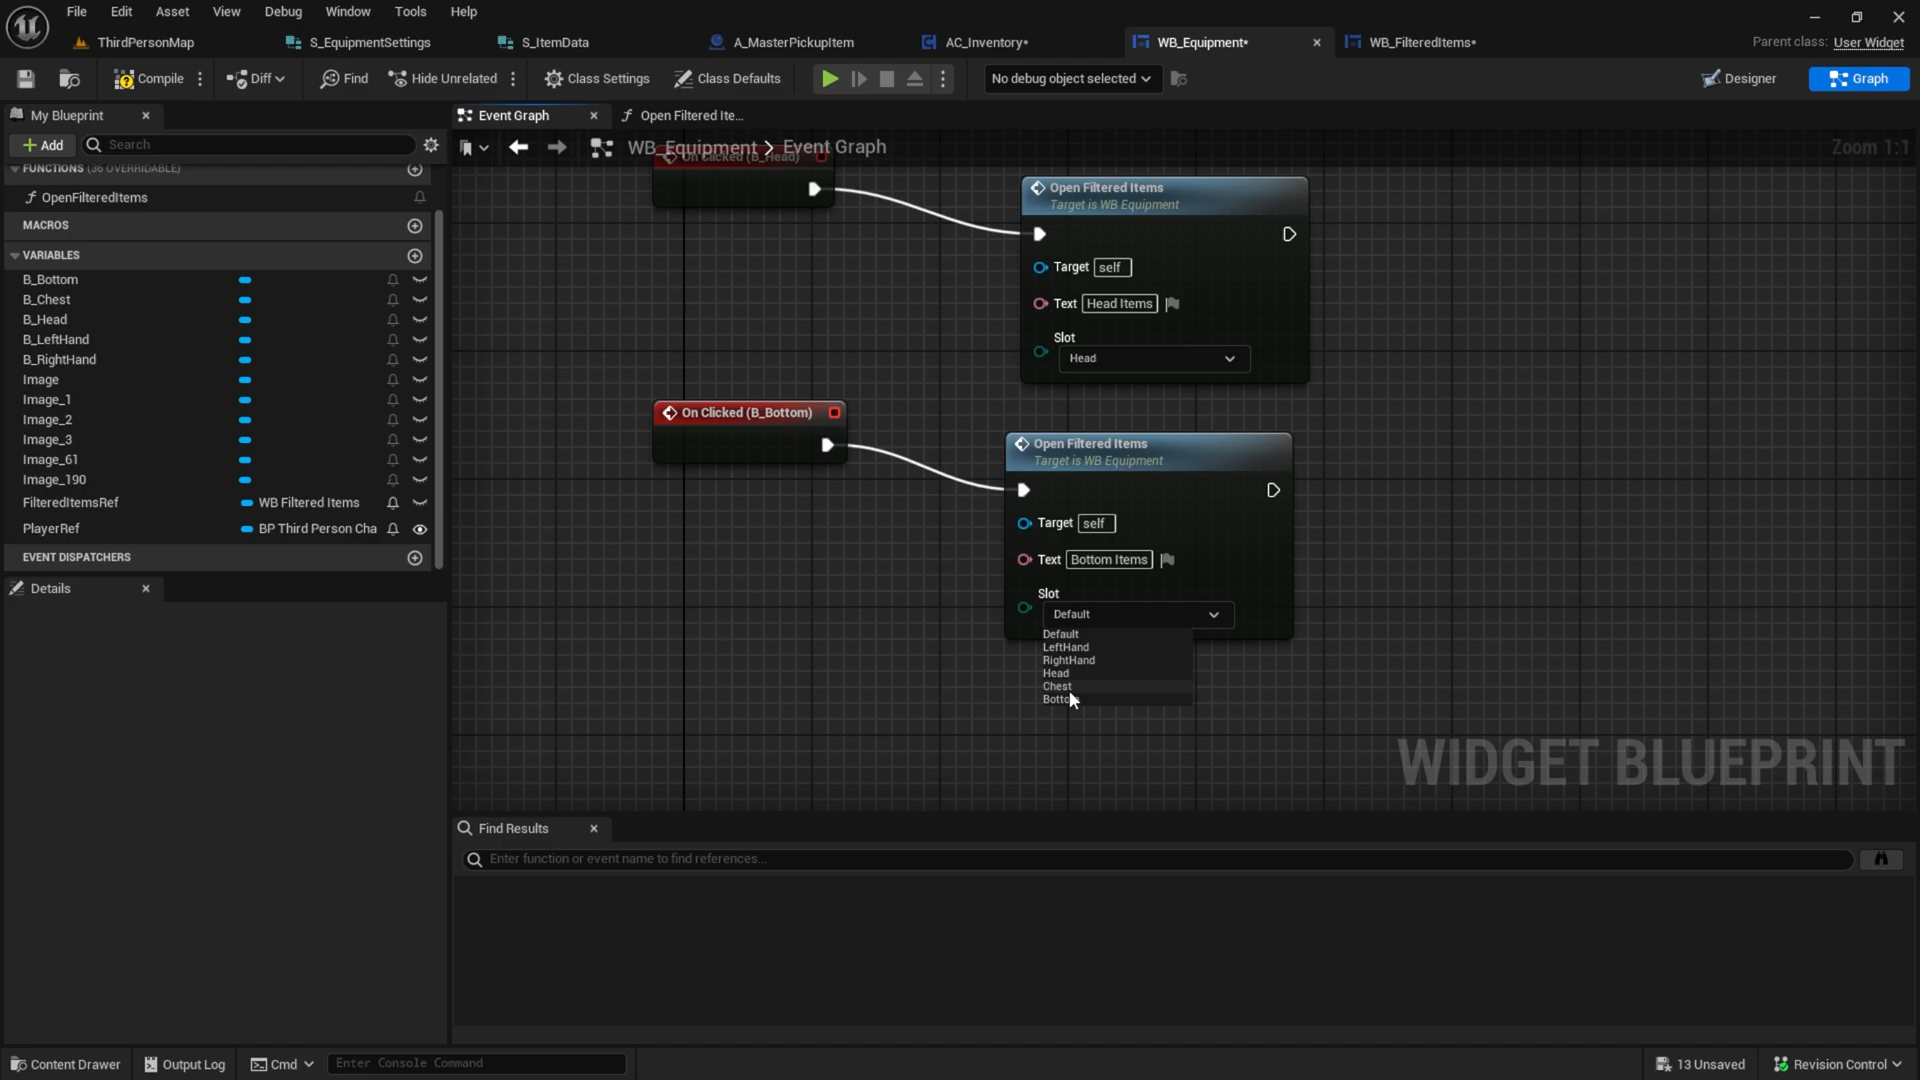 File Edit Asset View Debug Window Tools Help
ThirdPersonMap S_EquipmentSettings S_ItemData A_MasterPickupItem AC_Inventory* WB_Equipment* WB_FilteredItems* Parent class: User Widget
Compile Diff Find Hide Unrelated Class Settings Class Defaults No debug object selected Designer Graph
My Blueprint Event Graph Open Filtered Ite...
Add Search WB_Equipment > Event Graph Zoom 1:1
FUNCTIONS (36 OVERRIDABLE)
OpenFilteredItems
MACROS
VARIABLES
B_Bottom
B_Chest
B_Head
B_LeftHand
B_RightHand
Image
Image_1
Image_2
Image_3
Image_61
Image_190
FilteredItemsRef WB Filtered Items
PlayerRef BP Third Person Cha
EVENT DISPATCHERS
Details
On Clicked (B_Head)
Open Filtered Items
Target is WB Equipment
Target self
Text Head Items
Slot
Head
On Clicked (B_Bottom)
Open Filtered Items
Target is WB Equipment
Target self
Text Bottom Items
Slot
Default
Default
LeftHand
RightHand
Head
Chest
Bottom
WIDGET BLUEPRINT
Find Results
Enter function or event name to find references...
Content Drawer Output Log Cmd Enter Console Command 13 Unsaved Revision Control